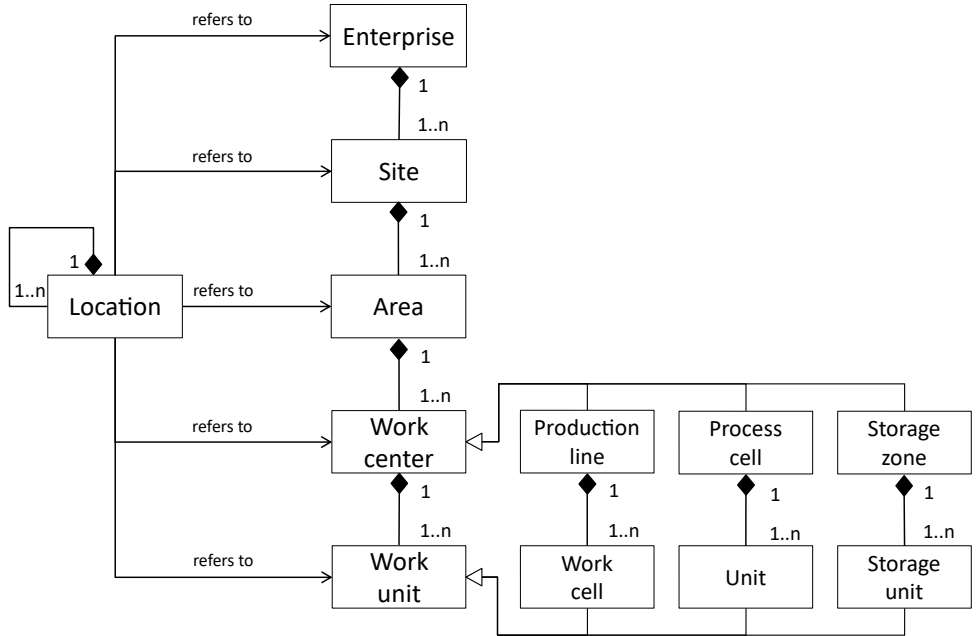 refers to
Enterprise
1
1..n
refers to
Site
1
1..n
1
1..n
Location
refers to
Area
1
1..n
refers to
Work
center
Production
line
Process
cell
Storage
zone
1
1
1
1
1..n
1..n
1..n
1..n
refers to
Work
unit
Work
cell
Unit
Storage
unit